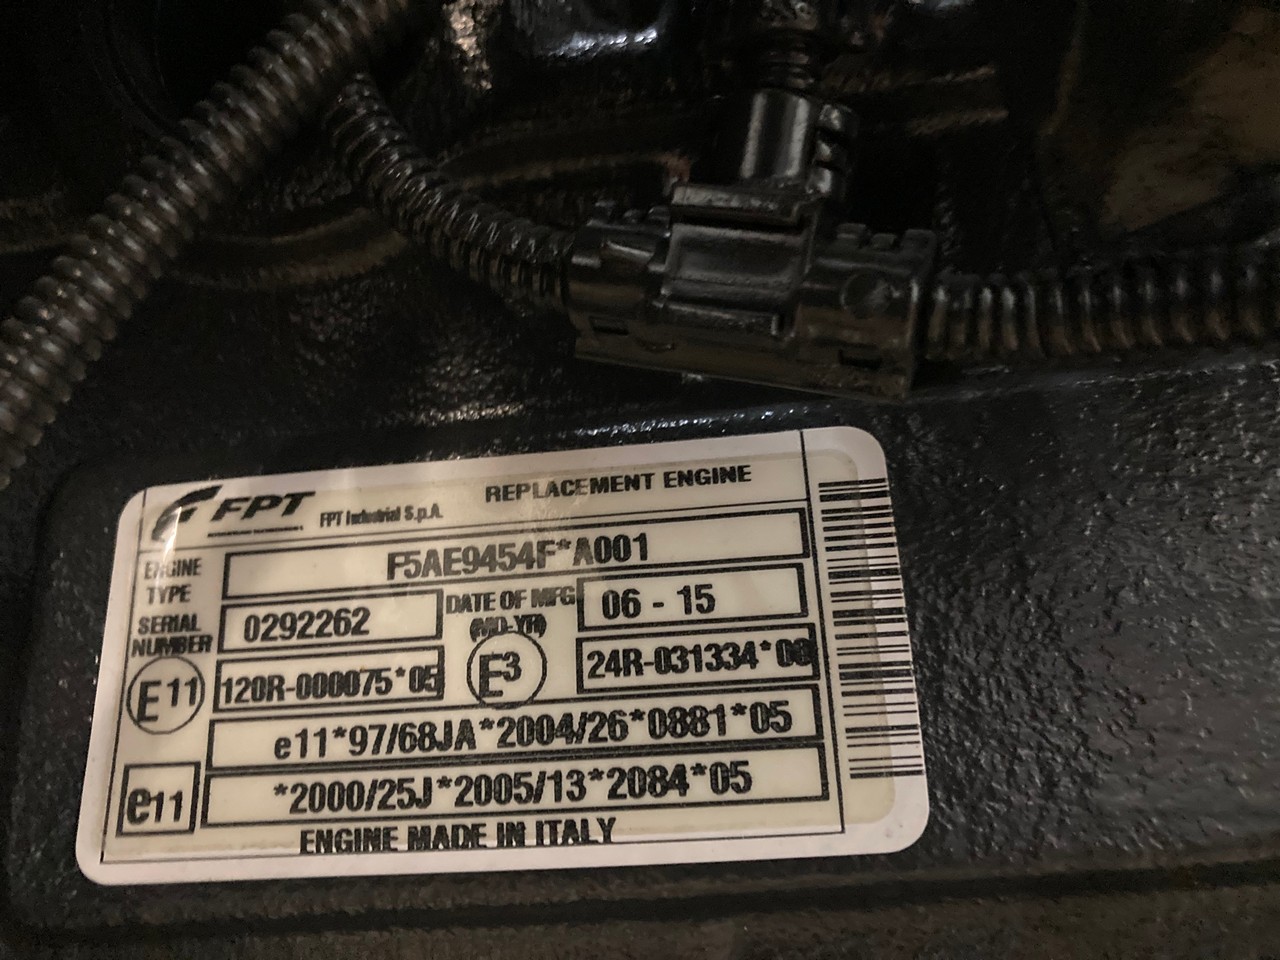 FPT FPT Industrial S.p.A. REPLACEMENT ENGINE
ENGINE TYPE F5AE9454F*A001
SERIAL NUMBER 0292262 DATE OF MFG (MO-YR) 06 - 15
E11 120R-000075*05 E3 24R-031334*
e11*97/68JA*2004/26*0881*05
e11 *2000/25J*2005/13*2084*05
ENGINE MADE IN ITALY